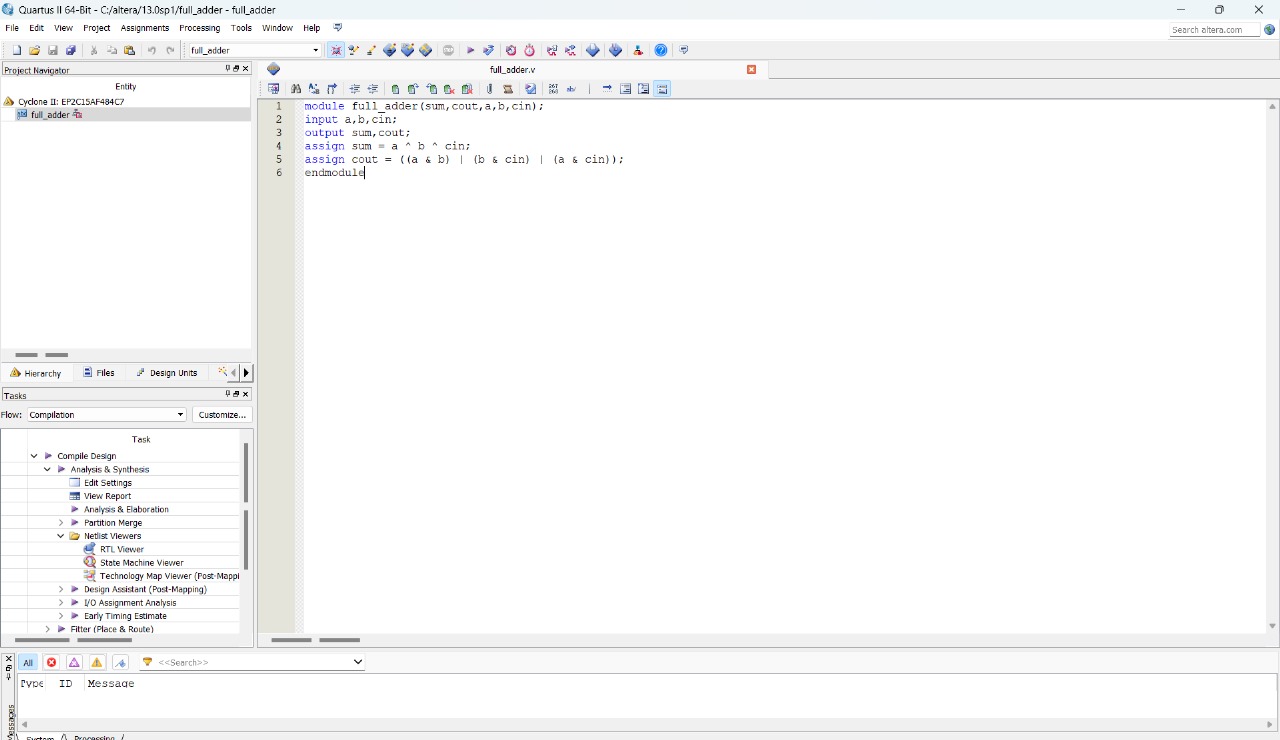 Quartus II 64-Bit - C:/altera/13.0sp1/full_adder - full_adder
File Edit View Project Assignments Processing Tools Window Help
Search altera.com
full_adder
Project Navigator
full_adder.v
Entity
Cyclone II: EP2C15AF484C7
full_adder
1 module full_adder(sum,cout,a,b,cin);
2 input a,b,cin;
3 output sum,cout;
4 assign sum = a ^ b ^ cin;
5 assign cout = ((a & b) | (b & cin) | (a & cin));
6 endmodule
Hierarchy Files Design Units
Tasks
Flow: Compilation Customize...
Task
Compile Design
Analysis & Synthesis
Edit Settings
View Report
Analysis & Elaboration
Partition Merge
Netlist Viewers
RTL Viewer
State Machine Viewer
Technology Map Viewer (Post-Mappi
Design Assistant (Post-Mapping)
I/O Assignment Analysis
Early Timing Estimate
Fitter (Place & Route)
All <<Search>>
Type ID Message
Messages
System Processing